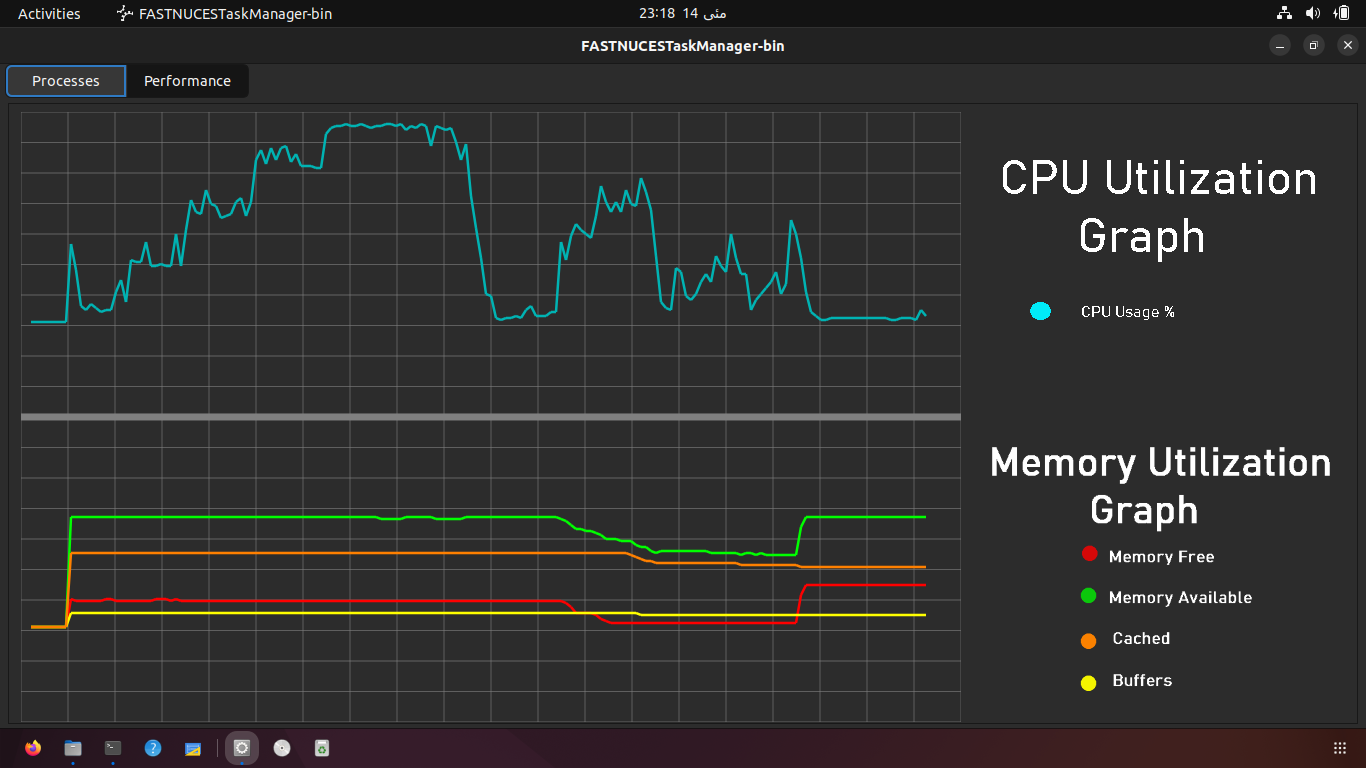 Activities
FASTNUCESTaskManager-bin
23:18 14 مئی
FASTNUCESTaskManager-bin
Processes
Performance
CPU Utilization
Graph
CPU Usage %
Memory Utilization
Graph
Memory Free
Memory Available
Cached
Buffers